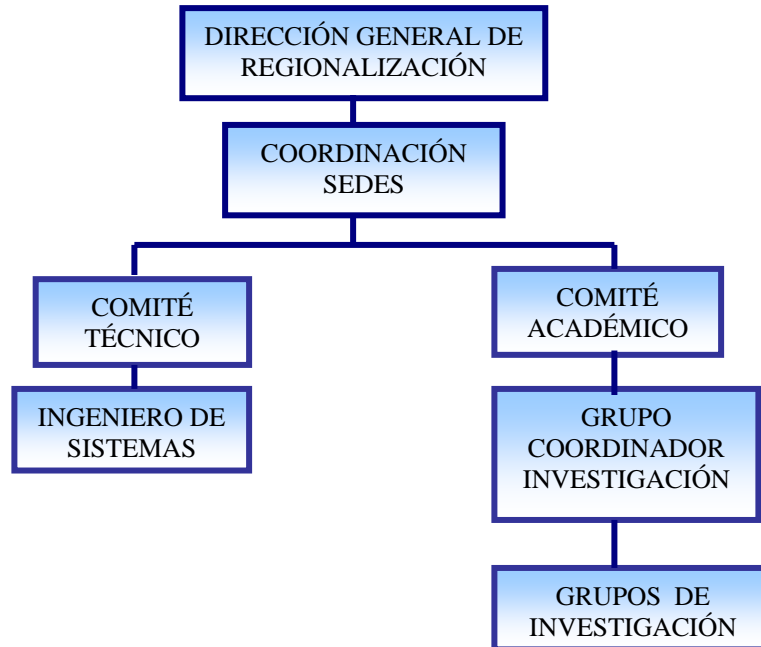 DIRECCIÓN GENERAL DE
REGIONALIZACIÓN
COORDINACIÓN
SEDES
COMITÉ
TÉCNICO
COMITÉ
ACADÉMICO
INGENIERO DE
SISTEMAS
GRUPO
COORDINADOR
INVESTIGACIÓN
GRUPOS DE
INVESTIGACIÓN